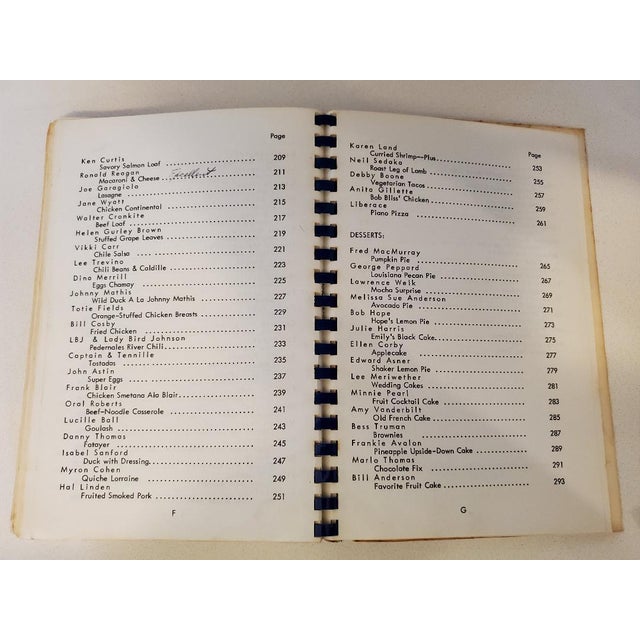 Page
Ken Curtis
Savory Salmon Loaf 209
Ronald Reagan
Macaroni & Cheese 211
Joe Garagiola
Lasagne 213
Jane Wyatt
Chicken Continental 215
Walter Cronkite
Beef Loaf 217
Helen Gurley Brown
Stuffed Grape Leaves 219
Vikki Carr
Chile Salsa 221
Lee Trevino
Chili Beans & Coldille 223
Dino Merrill
Eggs Chamay 225
Johnny Mathis
Wild Duck A La Johnny Mathis 227
Totie Fields
Orange-Stuffed Chicken Breasts 229
Bill Cosby
Fried Chicken 231
LBJ & Lady Bird Johnson
Pedernales River Chili 233
Captain & Tennille
Tostadas 235
John Astin
Super Eggs 237
Frank Blair
Chicken Smetana Ala Blair 239
Oral Roberts
Beef-Noodle Casserole 241
Lucille Ball
Goulash 243
Danny Thomas
Fatayer 245
Isabel Sanford
Duck with Dressing 247
Myron Cohen
Quiche Lorraine 249
Hal Linden
Fruited Smoked Pork 251
F
Karen Land
Page
Curried Shrimp-Plus 253
Neil Sedaka
Roast Leg of Lamb 255
Debby Boone
Vegetarian Tacos 257
Anita Gillette
Bob Bliss' Chicken 259
Liberace
Piano Pizza 261
DESSERTS:
Fred MacMurray
Pumpkin Pie 265
George Peppard
Louisiana Pecan Pie 267
Lawrence Welk
Mocha Surprise 269
Melissa Sue Anderson
Avocado Pie 271
Bob Hope
Hope's Lemon Pie 273
Julie Harris
Emily's Black Cake 275
Ellen Corby
Applecake 277
Edward Asner
Shaker Lemon Pie 279
Lee Meriwether
Wedding Cakes 281
Minnie Pearl
Fruit Cocktail Cake 283
Amy Vanderbilt
Old French Cake 285
Bess Truman
Brownies 287
Frankie Avalon
Pineapple Upside-Down Cake 289
Marlo Thomas
Chocolate Fix 291
Bill Anderson
Favorite Fruit Cake 293
G